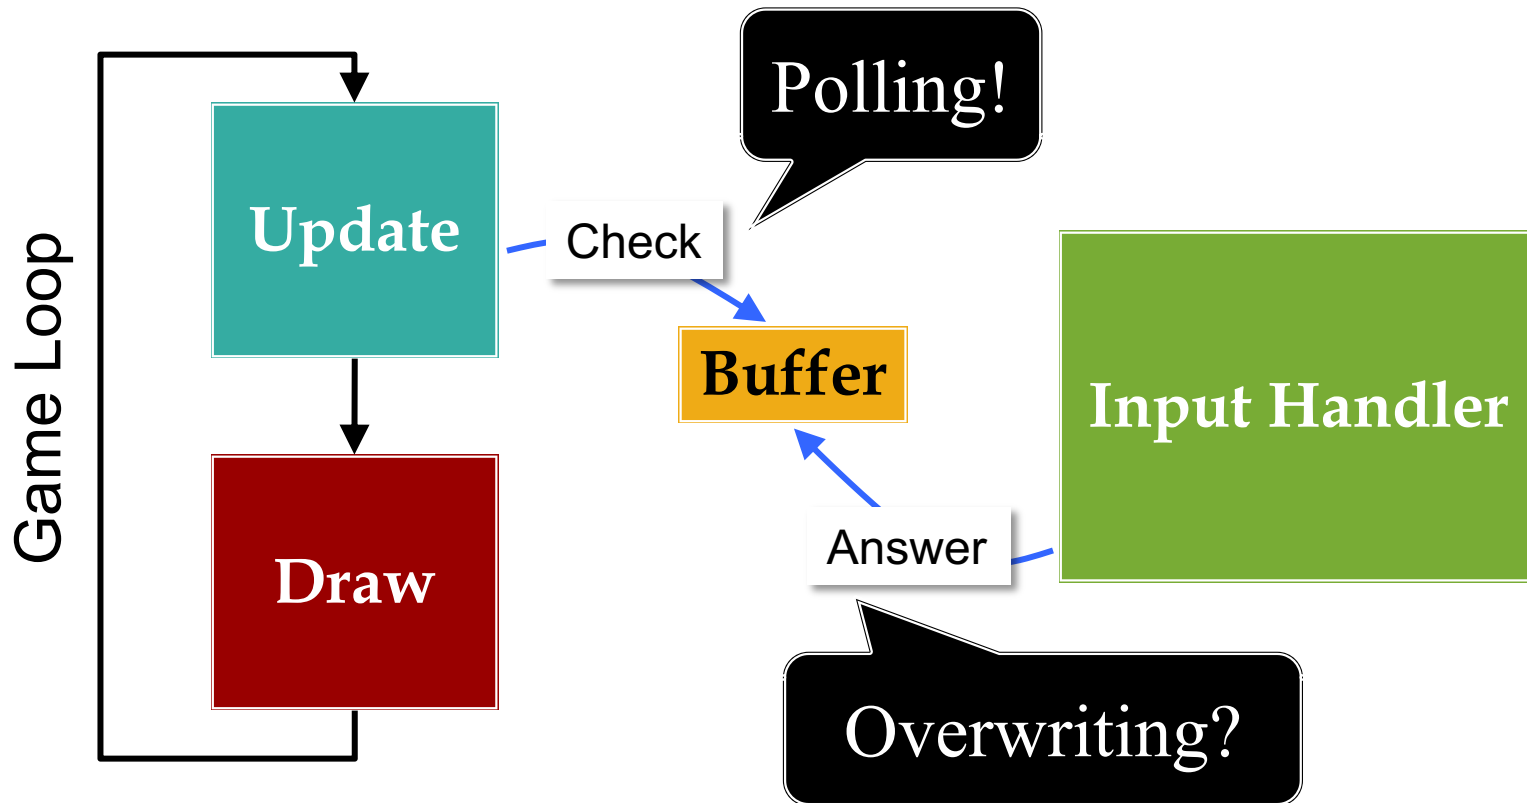 Polling!
Update
Check
Game Loop
Buffer
Input Handler
Answer
Draw
Overwriting?